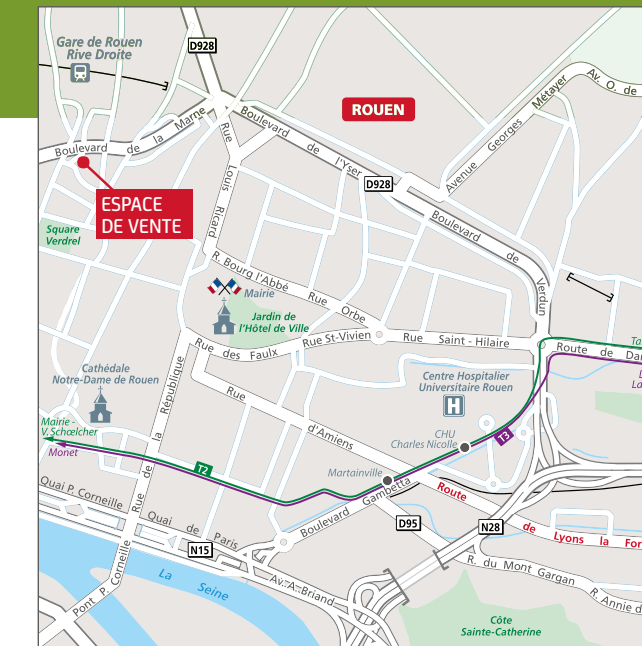 Gare de Rouen
Rive Droite
D928
ROUEN
Av. O. de
Avenue Georges Métayer
Boulevard de la Marne
Boulevard de l'Yser
D928
ESPACE
DE VENTE
Rue Louis Ricard
Boulevard de Verdun
Square
Verdrel
R. Bourg l'Abbé
Rue Orbe
Mairie
Jardin de
l'Hôtel de Ville
Rue St-Vivien
Rue Saint - Hilaire
Rue des Faulx
Route de Dar
Ta
L
La
Cathédale
Notre-Dame de Rouen
Rue de la République
Rue d'Amiens
Centre Hospitalier
Universitaire Rouen
H
CHU
Charles Nicolle
T3
Mairie -
V.Schœlcher
Monet
T2
Martainville
Boulevard Gambetta
Quai P. Corneille
Quai de Paris
Route de Lyons la For
D95
N28
N15
Pont P. Corneille
La Seine
Av. A. Briand
R. du Mont Gargan
R. Annie d
Côte
Sainte-Catherine